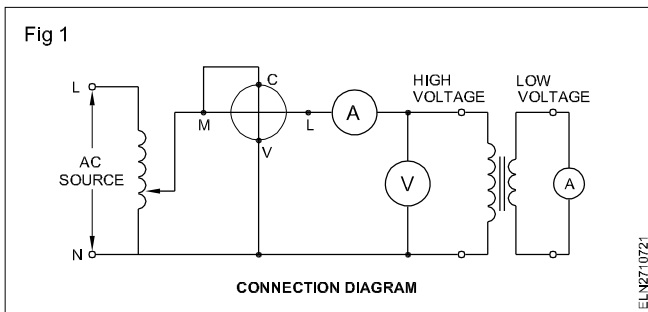 Fig 1
L
AC
SOURCE
N
M
C
V
L
A
V
HIGH
VOLTAGE
LOW
VOLTAGE
A
CONNECTION DIAGRAM
ELN2710721